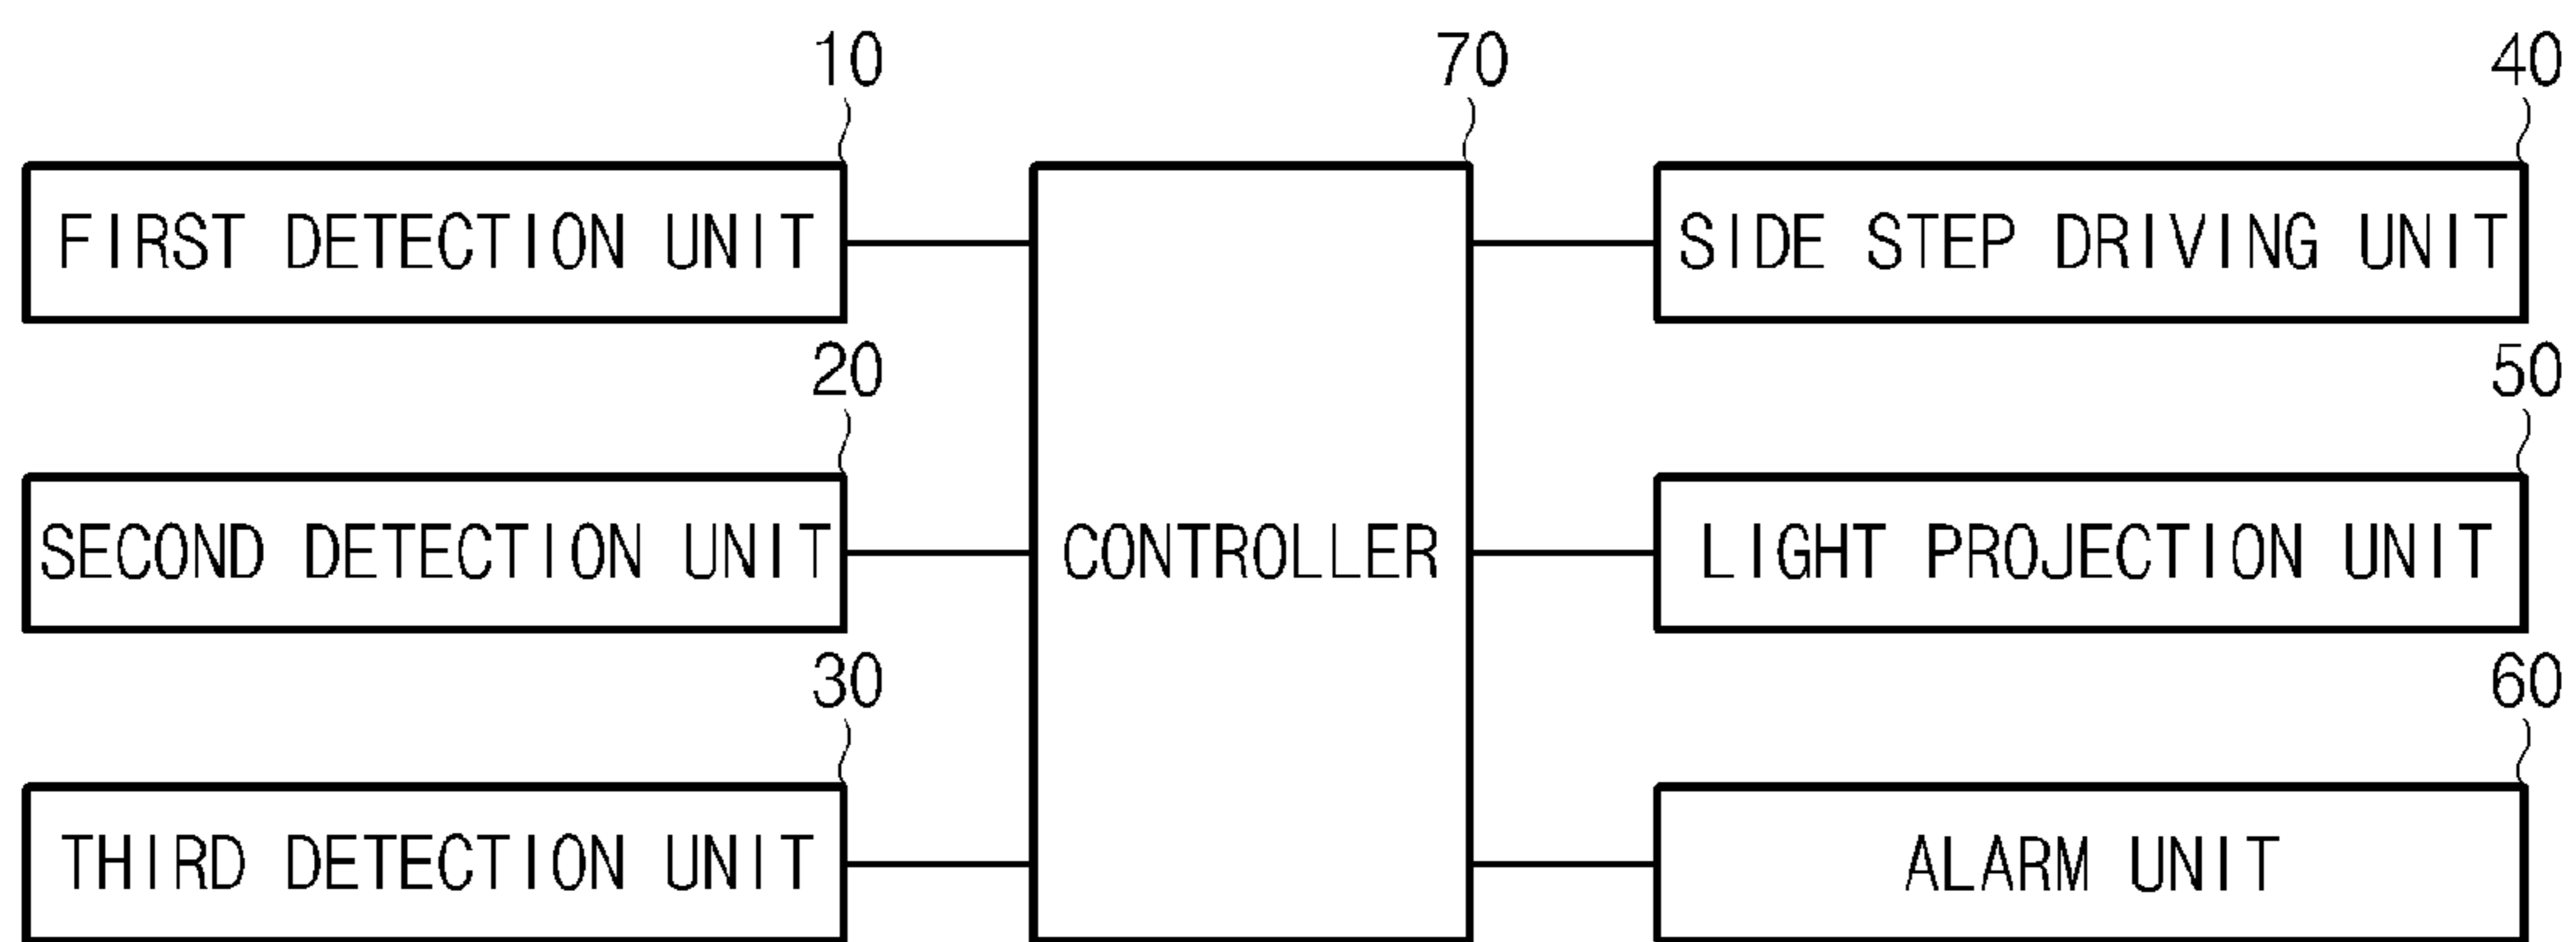 10
70
40
FIRST DETECTION UNIT
SIDE STEP DRIVING UNIT
20
50
SECOND DETECTION UNIT
CONTROLLER
LIGHT PROJECTION UNIT
30
60
THIRD DETECTION UNIT
ALARM UNIT